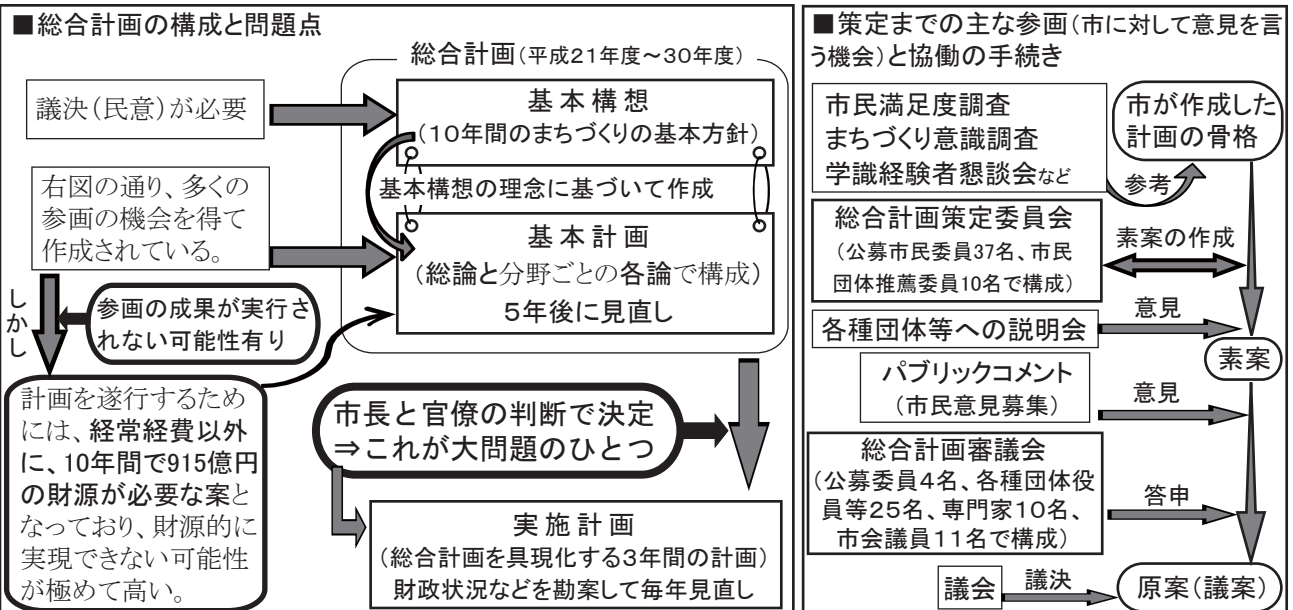 ■総合計画の構成と問題点
総合計画(平成21年度～30年度)
議決(民意)が必要
基本構想
(10年間のまちづくりの基本方針)
右図の通り、多くの
参画の機会を得て
作成されている。
基本構想の理念に基づいて作成
基本計画
(総論と分野ごとの各論で構成)
5年後に見直し
しかし
参画の成果が実行さ
れない可能性有り
計画を遂行するため
には、経常経費以外
に、10年間で915億円
の財源が必要な案と
なっており、財源的に
実現できない可能性
が極めて高い。
市長と官僚の判断で決定
⇒これが大問題のひとつ
実施計画
(総合計画を具現化する3年間の計画)
財政状況などを勘案して毎年見直し
■策定までの主な参画(市に対して意見を言
う機会)と協働の手続き
市民満足度調査
まちづくり意識調査
学識経験者懇談会など
市が作成した
計画の骨格
参考
総合計画策定委員会
(公募市民委員37名、市民
団体推薦委員10名で構成)
素案の作成
各種団体等への説明会
意見
素案
パブリックコメント
(市民意見募集)
意見
総合計画審議会
(公募委員4名、各種団体役
員等25名、専門家10名、
市会議員11名で構成)
答申
議会
議決
原案(議案)